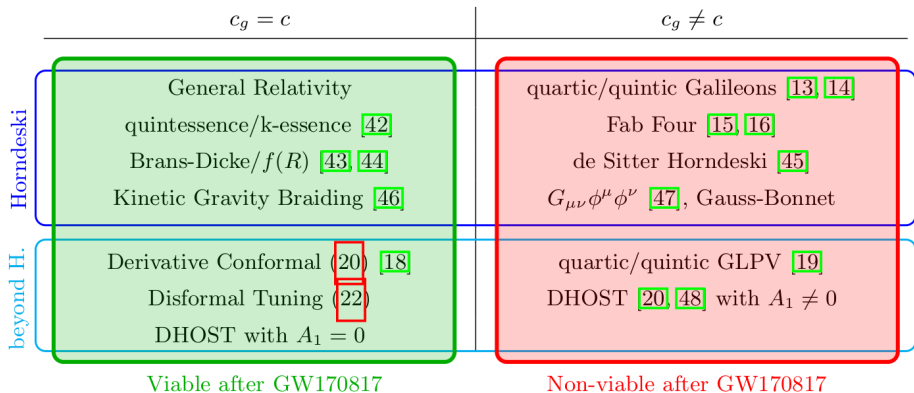 c_g = c
c_g ≠ c
Horndeski
General Relativity
quintessence/k-essence [42]
Brans-Dicke/f(R) [43, 44]
Kinetic Gravity Braiding [46]
quartic/quintic Galileons [13, 14]
Fab Four [15, 16]
de Sitter Horndeski [45]
G_{μν}ϕ^μϕ^ν [47], Gauss-Bonnet
beyond H.
Derivative Conformal (20) [18]
Disformal Tuning (22)
DHOST with A_1 = 0
quartic/quintic GLPV [19]
DHOST [20, 48] with A_1 ≠ 0
Viable after GW170817
Non-viable after GW170817